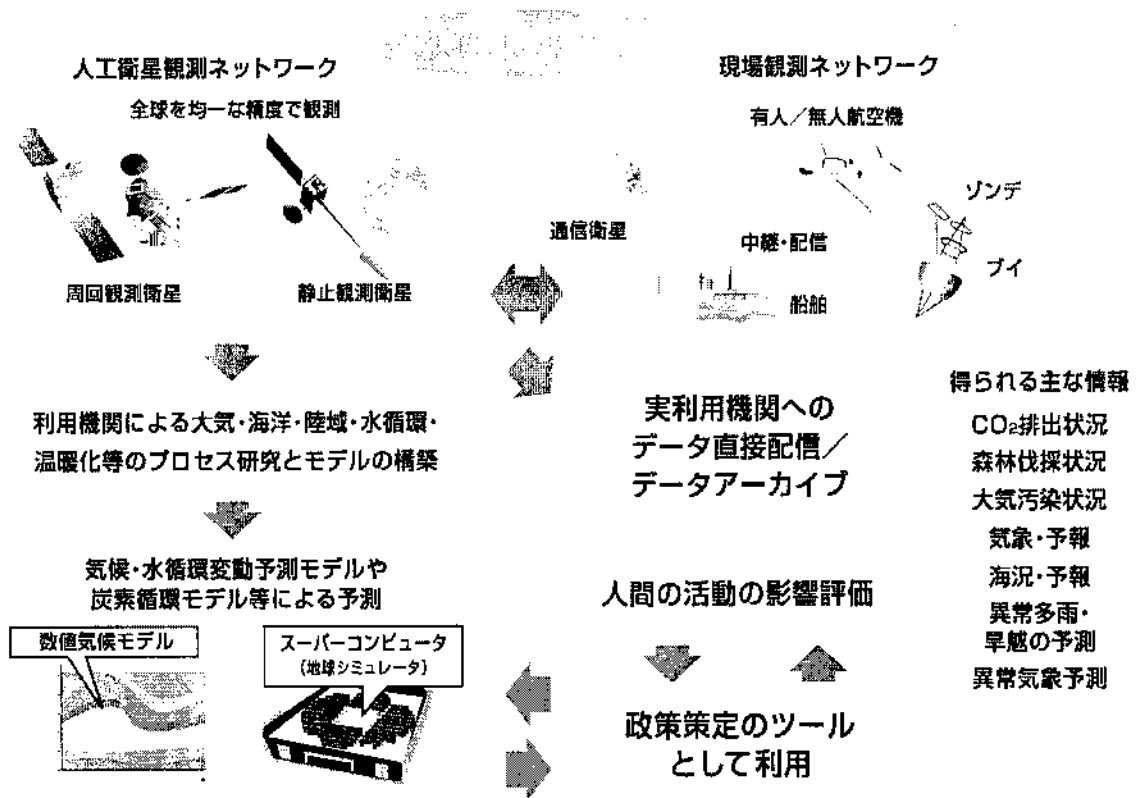 人工衛星観測ネットワーク
全球を均一な精度で観測
周回観測衛星
静止観測衛星
通信衛星
現場観測ネットワーク
有人／無人航空機
ゾンデ
中継・配信
ブイ
船舶
利用機関による大気・海洋・陸域・水循環・
温暖化等のプロセス研究とモデルの構築
気候・水循環変動予測モデルや
炭素循環モデル等による予測
数値気候モデル
スーパーコンピュータ
（地球シミュレータ）
実利用機関への
データ直接配信／
データアーカイブ
人間の活動の影響評価
政策策定のツール
として利用
得られる主な情報
CO₂排出状況
森林伐採状況
大気汚染状況
気象・予報
海況・予報
異常多雨・
旱魃の予測
異常気象予測